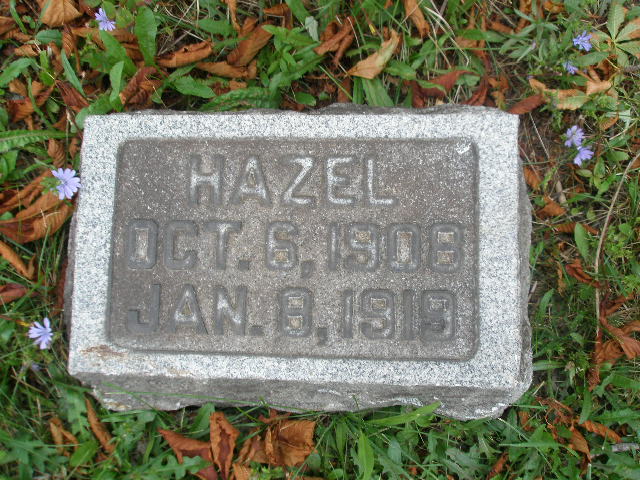 HAZEL
OCT. 6, 1908
JAN. 8, 1919